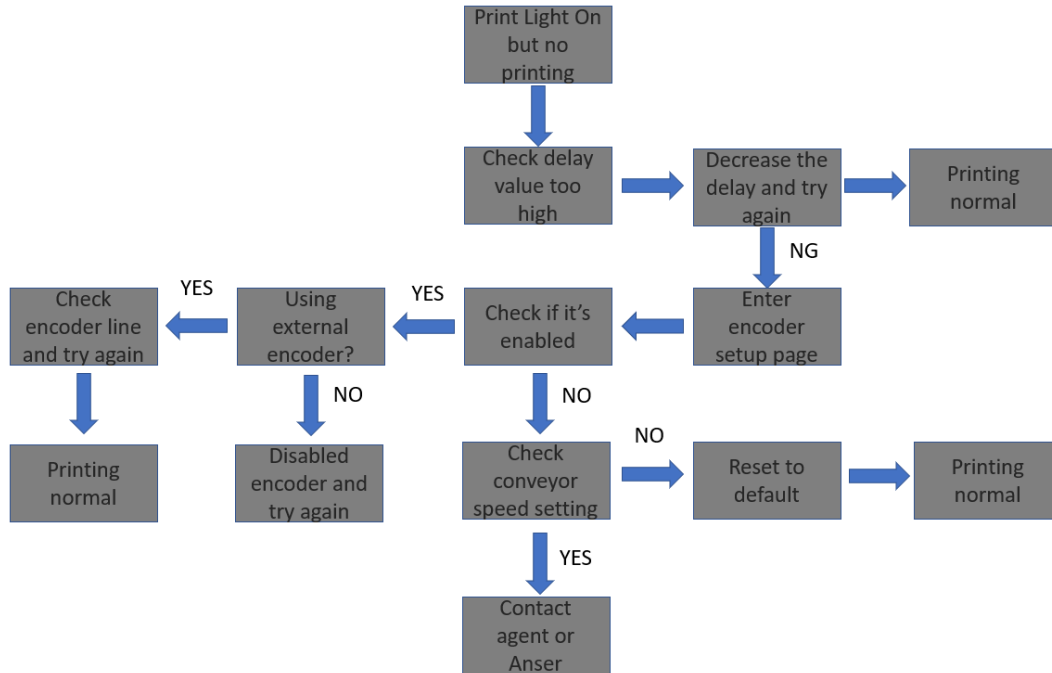 Print Light On
but no
printing
Check delay
value too
high
Decrease the
delay and try
again
Printing
normal
NG
Check
encoder line
and try again
YES
Using
external
encoder?
YES
Check if it's
enabled
Enter
encoder
setup page
NO
NO
Printing
normal
Disabled
encoder and
try again
Check
conveyor
speed setting
NO
Reset to
default
Printing
normal
YES
Contact
agent or
Anser